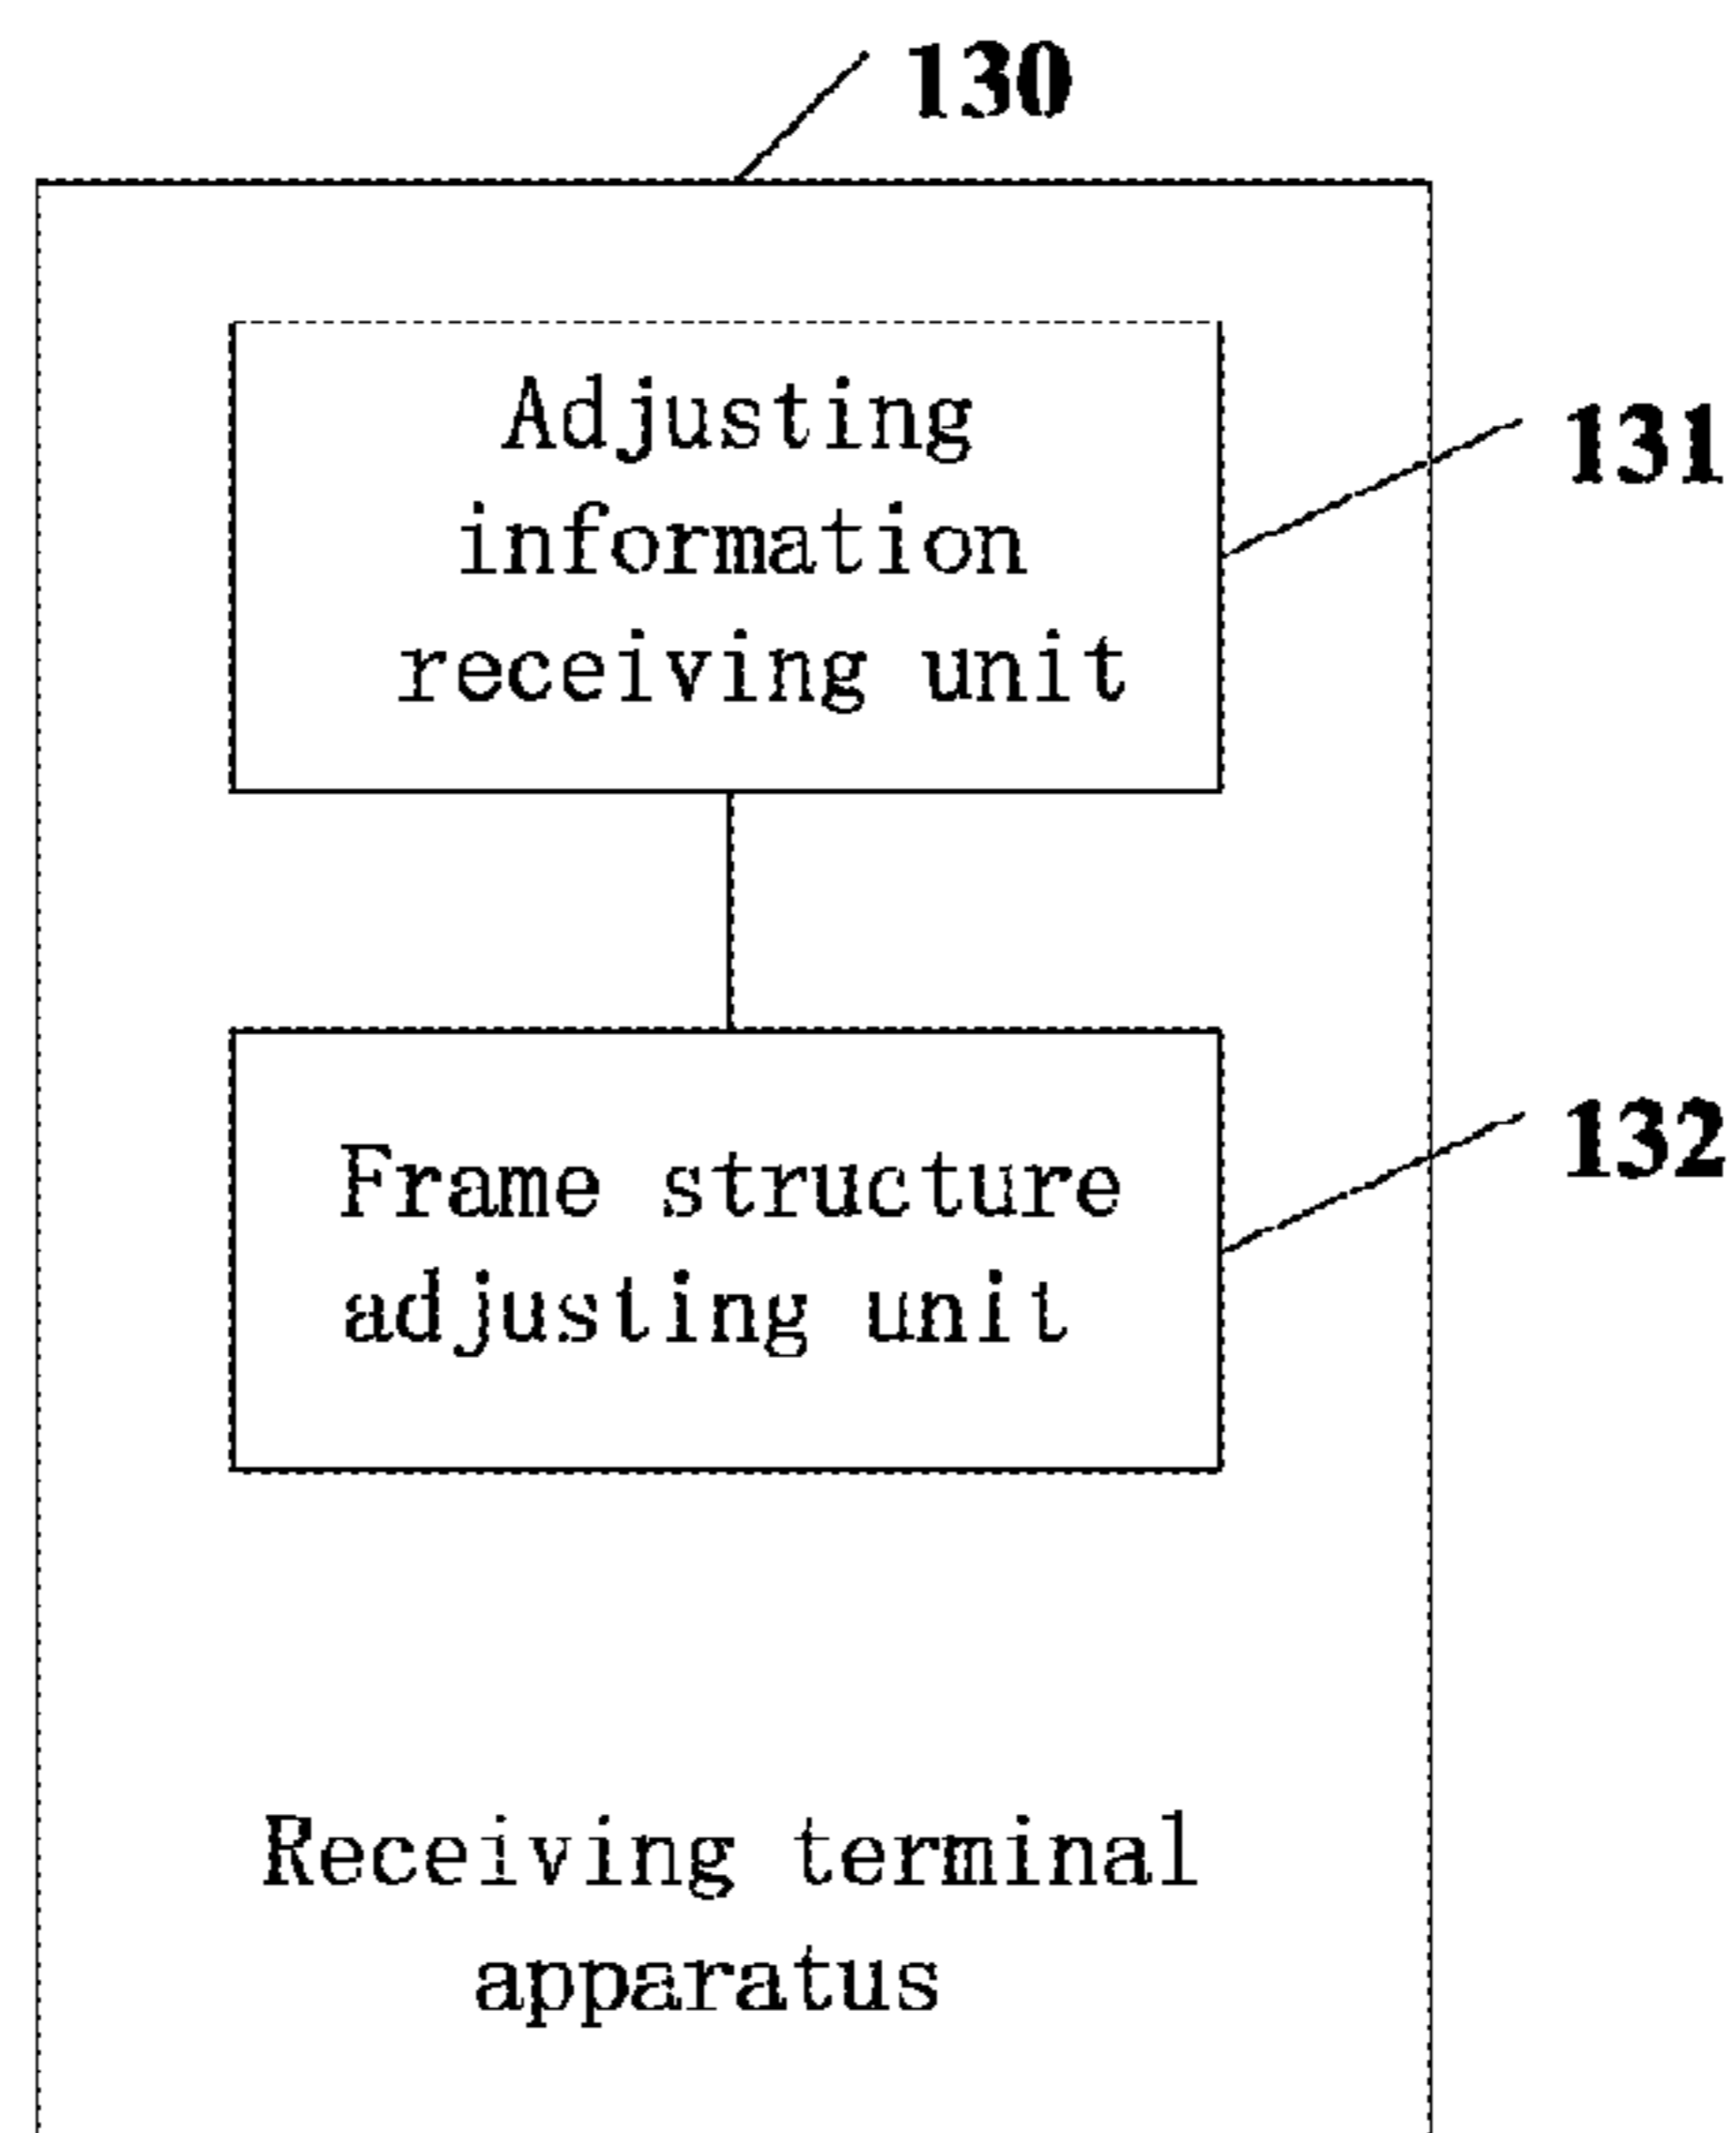 130
Adjusting
information
receiving unit
131
Frame structure
adjusting unit
132
Receiving terminal
apparatus